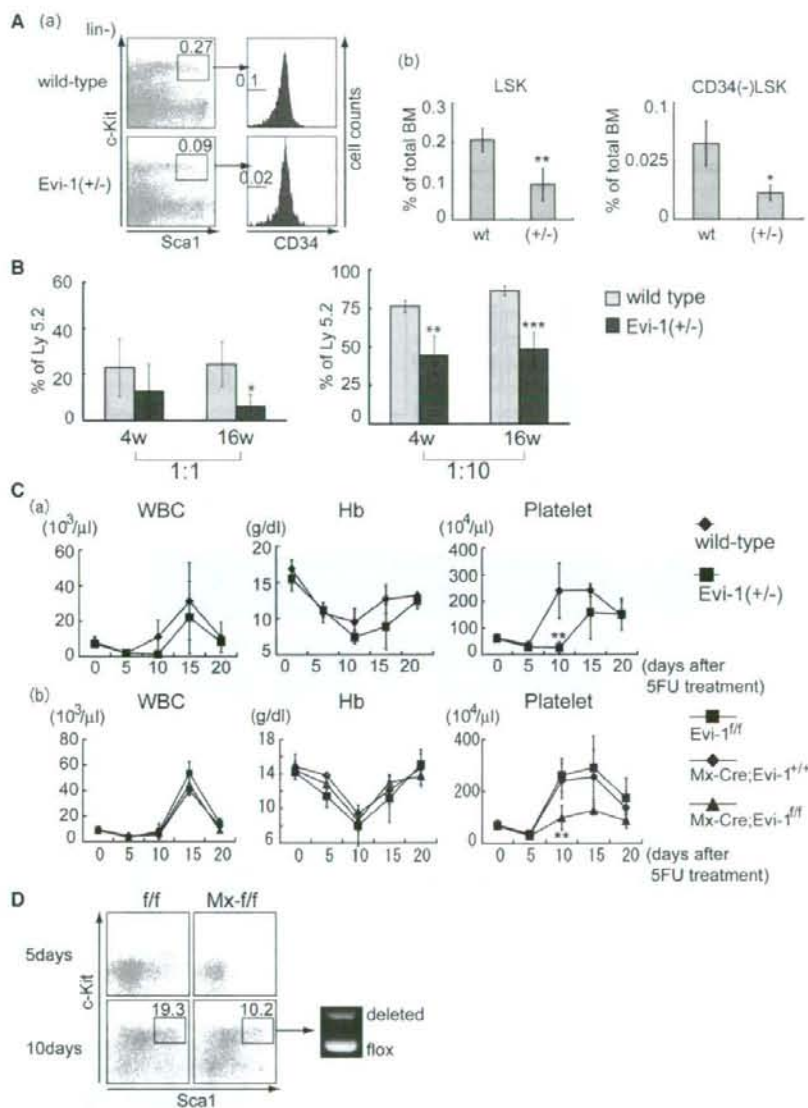 A (a) lin-)
wild-type
0.27
0.1
c-Kit
cell counts
Evi-1(+/-)
0.09
0.02
Sca1
CD34
(b)
LSK
% of total BM
0.3
0.2
0.1
0.1
wt
(+/-)
**
CD34(-)LSK
% of total BM
0.1
0.025
0
wt
(+/-)
*
B
% of Ly 5.2
60
40
20
0
4w
16w
*
1:1
% of Ly 5.2
100
75
50
25
0
**
***
4w
16w
1:10
wild type
Evi-1(+/-)
C
(a)
WBC
(10³/µl)
60
40
20
0
0 5 10 15 20
Hb
(g/dl)
20
15
10
5
0 5 10 15 20
Platelet
(10⁴/µl)
400
300
200
100
0
**
0 5 10 15 20
(days after
5FU treatment)
wild-type
Evi-1(+/-)
(b)
WBC
(10³/µl)
80
60
40
20
0
0 5 10 15 20
Hb
(g/dl)
18
16
14
12
10
8
6
0 5 10 15 20
Platelet
(10⁴/µl)
400
200
0
**
0 5 10 15 20
(days after
5FU treatment)
Evi-1f/f
Mx-Cre;Evi-1+/+
Mx-Cre;Evi-1f/f
D
f/f
Mx-f/f
5days
c-Kit
10days
19.3
10.2
deleted
flox
Sca1